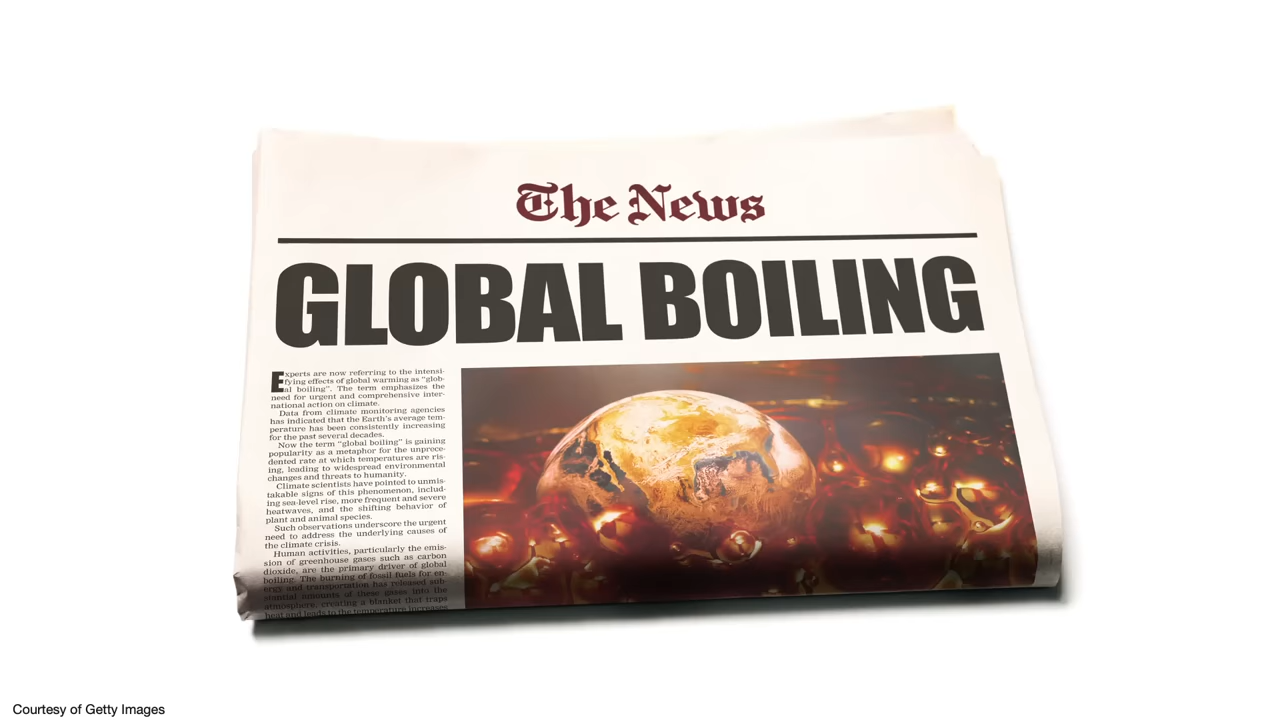 The News
GLOBAL BOILING
Experts are now referring to the intensi-
fying effects of global warming as “glob-
al boiling”. The term emphasizes the
need for urgent and comprehensive inter-
national action on climate.
Data from climate monitoring agencies
has indicated that the Earth's average tem-
perature has been consistently increasing
for the past several decades.
Now the term “global boiling” is gaining
popularity as a metaphor for the unprece-
dented rate at which temperatures are ris-
ing, leading to widespread environmental
changes and threats to humanity.
Climate scientists have pointed to unmis-
takable signs of this phenomenon, includ-
ing sea-level rise, more frequent and severe
heatwaves, and the shifting behavior of
plant and animal species.
Such observations underscore the urgent
need to address the underlying causes of
the climate crisis.
Human activities, particularly the emis-
sion of greenhouse gases such as carbon
dioxide, are the primary driver of global
boiling. The burning of fossil fuels for en-
ergy and transportation has released sub-
stantial amounts of these gases into the
atmosphere, creating a blanket that traps
heat and leads to the temperature increases
Courtesy of Getty Images